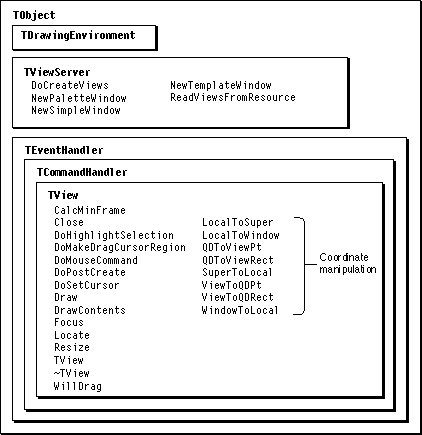 TObject
TDrawingEnvironment
TViewServer
DoCreateViews NewTemplateWindow
NewPaletteWindow ReadViewsFromResource
NewSimpleWindow
TEventHandler
TCommandHandler
TView
CalcMinFrame
Close LocalToSuper
DoHighlightSelection LocalToWindow
DoMakeDragCursorRegion QDToViewPt
DoMouseCommand QDToViewRect
DoPostCreate SuperToLocal
DoSetCursor ViewToQDPt
Draw ViewToQDRect
DrawContents WindowToLocal
Focus
Locate
Resize
TView
~TView
WillDrag
Coordinate
manipulation